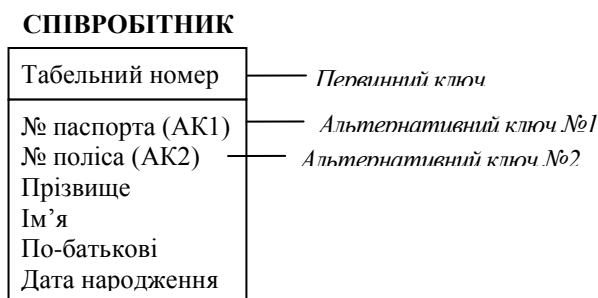 СПІВРОБІТНИК
Табельний номер
Первинний ключ
№ паспорта (АК1)
Альтернативний ключ №1
№ поліса (АК2)
Альтернативний ключ №2
Прізвище
Ім’я
По-батькові
Дата народження